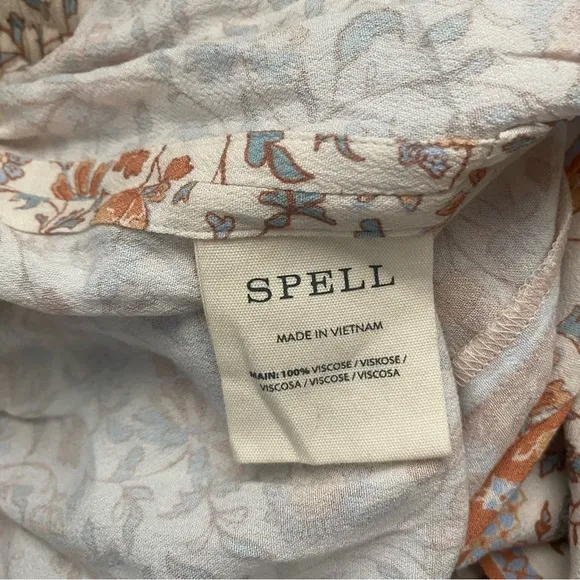 SPELL
MADE IN VIETNAM
MAIN: 100% VISCOSE / VISKOSE /
VISCOSA / VISCOSE / VISCOSA